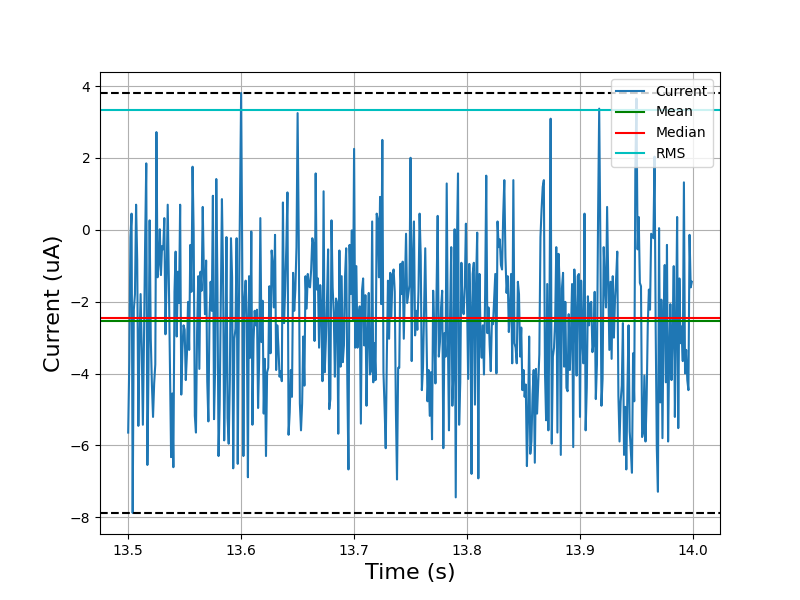 Current (uA)
4
2
0
−2
−4
−6
−8
Current
Mean
Median
RMS
13.5 13.6 13.7 13.8 13.9 14.0
Time (s)